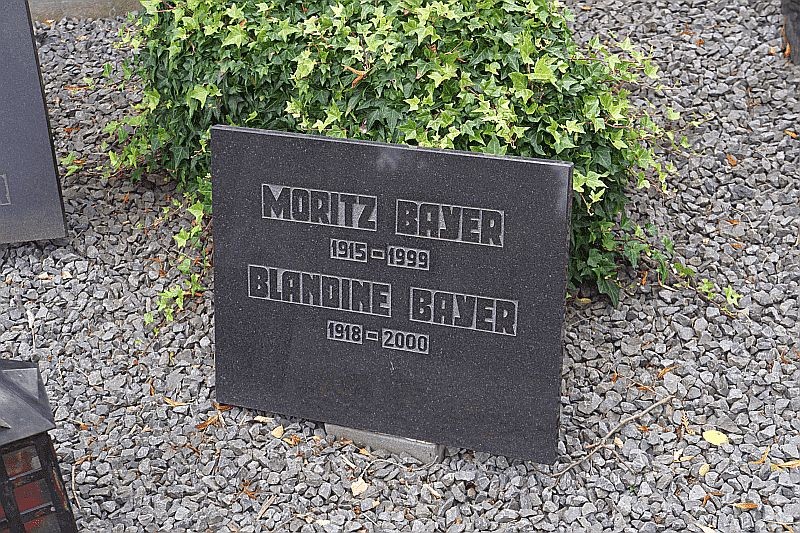 MORITZ BAYER
1915-1999
BLANDINE BAYER
1918-2000